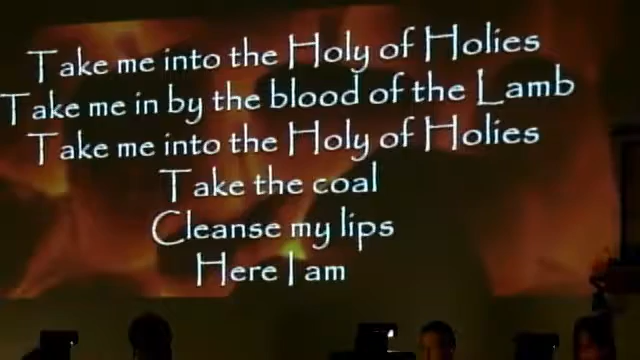 Take me into the Holy of Holies
Take me in by the blood of the Lamb
Take me into the Holy of Holies
Take the coal
Cleanse my lips
Here I am